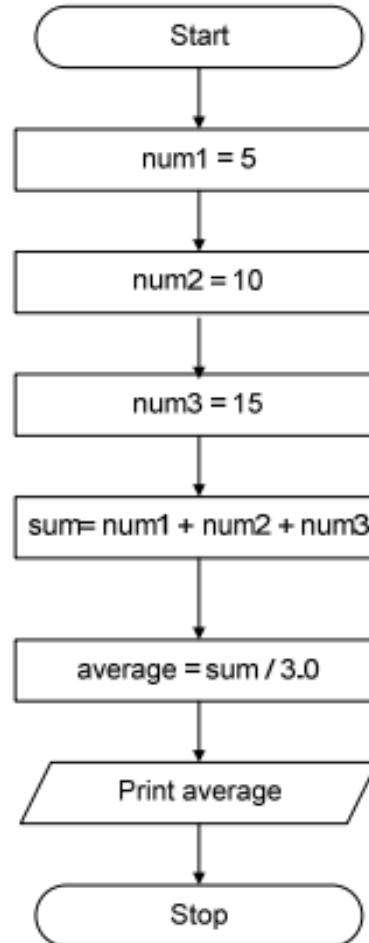 Start
num1 = 5
num2 = 10
num3 = 15
sum= num1 + num2 + num3
average = sum / 3.0
Print average
Stop